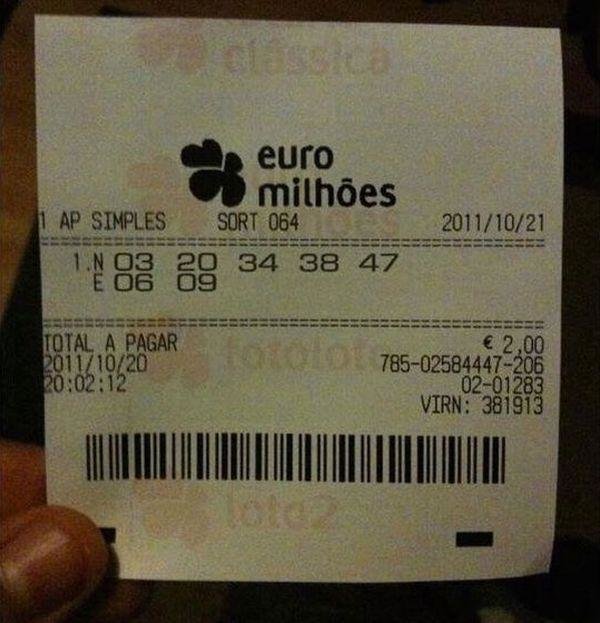 clássica
euro
milhões
1 AP SIMPLES SORT 064 2011/10/21
1.N 03 20 34 38 47
E 06 09
TOTAL A PAGAR € 2,00
totoloto
2011/10/20 785-02584447-206
20:02:12 02-01283
VIRN: 381913
loto2